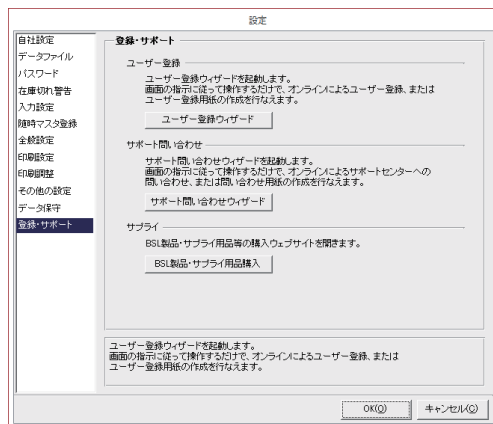 設定
自社設定
データファイル
パスワード
在庫切れ警告
入力設定
随時マスタ登録
全般設定
印刷設定
印刷調整
その他の設定
データ保守
登録・サポート
登録・サポート
ユーザー登録
ユーザー登録ウィザードを起動します。
画面の指示に従って操作するだけで、オンラインによるユーザー登録、または
ユーザー登録用紙の作成を行なえます。
ユーザー登録ウィザード
サポート問い合わせ
サポート問い合わせウィザードを起動します。
画面の指示に従って操作するだけで、オンラインによるサポートセンターへの
問い合わせ、または問い合わせ用紙の作成を行なえます。
サポート問い合わせウィザード
サプライ
BSL製品・サプライ用品等の購入ウェブサイトを開きます。
BSL製品・サプライ用品購入
ユーザー登録ウィザードを起動します。
画面の指示に従って操作するだけで、オンラインによるユーザー登録、または
ユーザー登録用紙の作成を行なえます。
OK(O)
キャンセル(C)